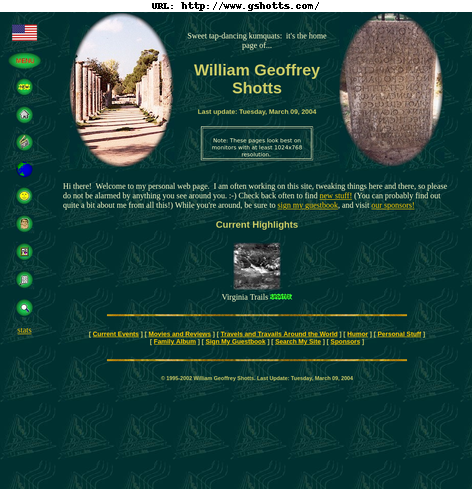 URL: http://www.gshotts.com/
Sweet tap-dancing kumquats: it's the home
page of...
MENU
William Geoffrey
Shotts
Last update: Tuesday, March 09, 2004
Note: These pages look best on
monitors with at least 1024x768
resolution.
Hi there! Welcome to my personal web page. I am often working on this site, tweaking things here and there, so please
do not be alarmed by anything you see around you. :-) Check back often to find new stuff! (You can probably find out
quite a bit about me from all this!) While you're around, be sure to sign my guestbook, and visit our sponsors!
Current Highlights
Virginia Trails
stats
[ Current Events ] [ Movies and Reviews ] [ Travels and Travails Around the World ] [ Humor ] [ Personal Stuff ]
[ Family Album ] [ Sign My Guestbook ] [ Search My Site ] [ Sponsors ]
© 1995-2002 William Geoffrey Shotts. Last Update: Tuesday, March 09, 2004